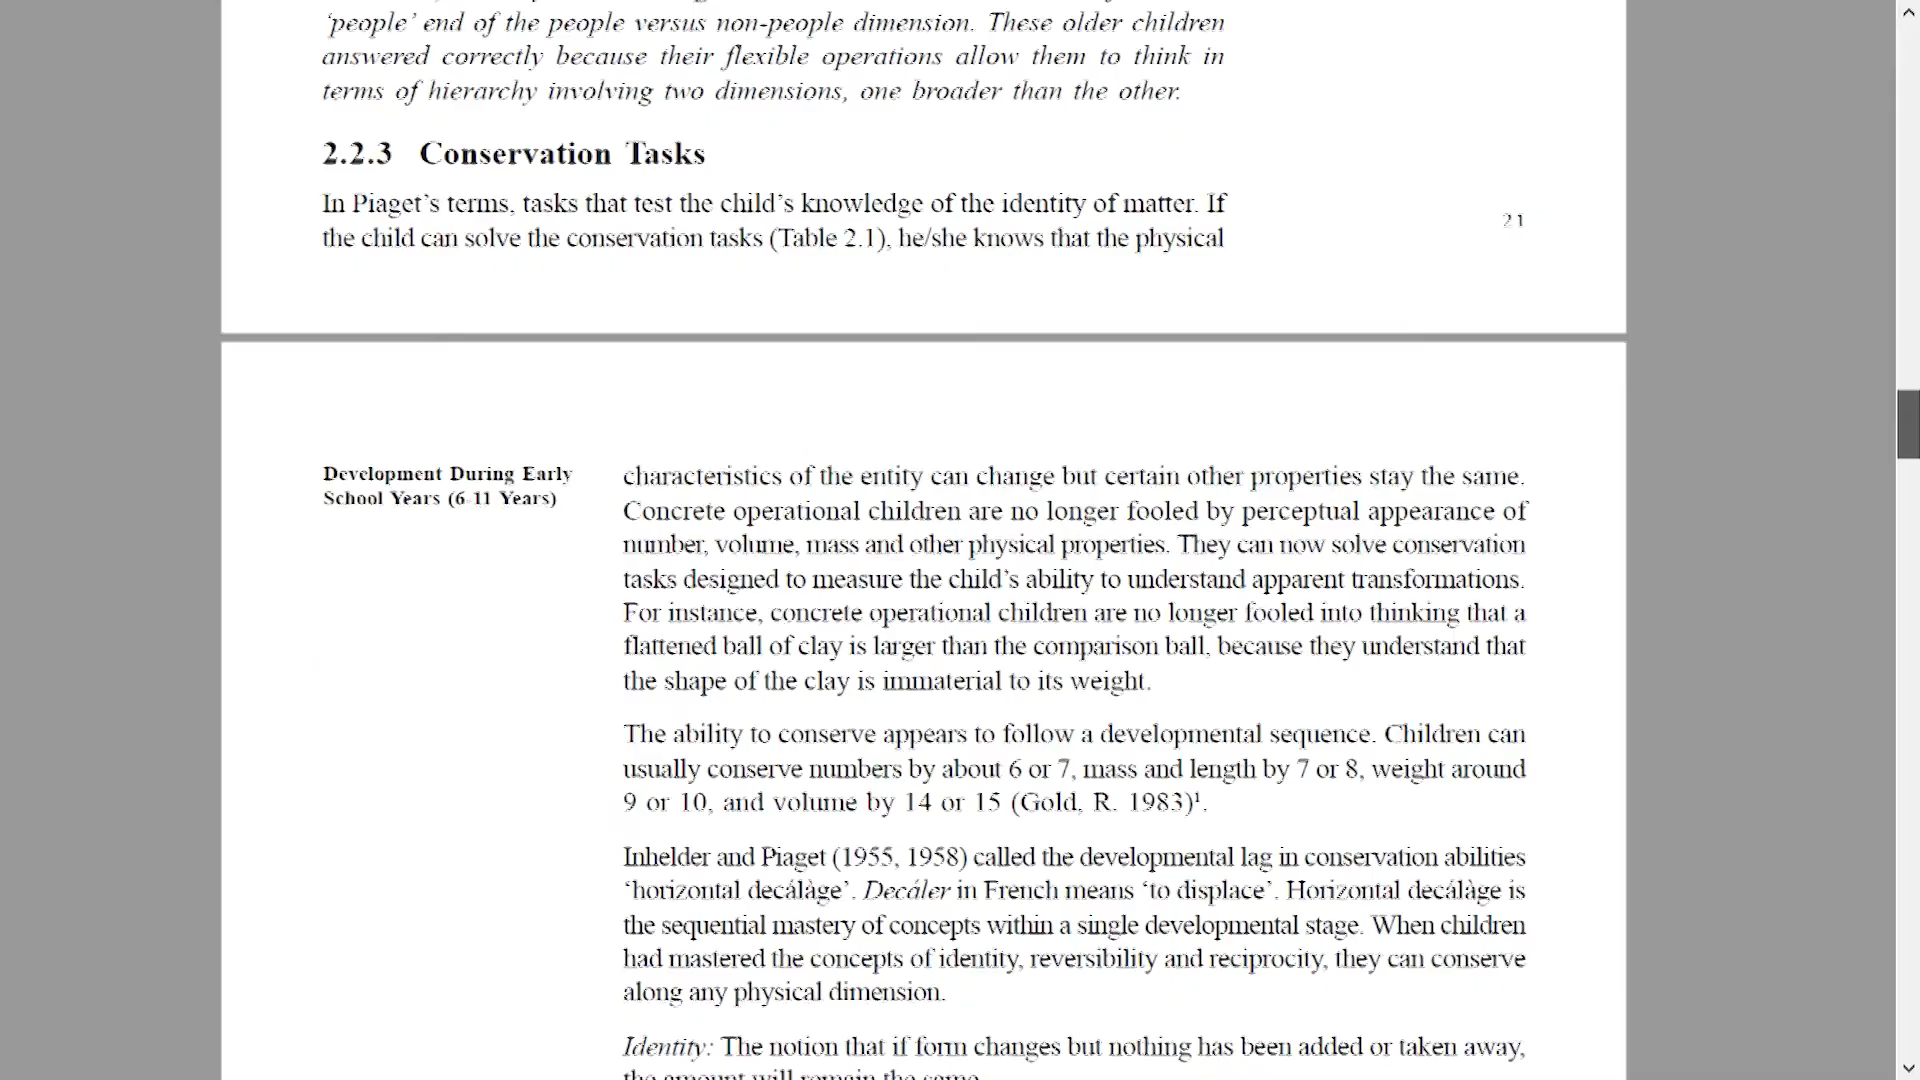 'people' end of the people versus non-people dimension. These older children
answered correctly because their flexible operations allow them to think in
terms of hierarchy involving two dimensions, one broader than the other.
2.2.3 Conservation Tasks
In Piaget's terms, tasks that test the child's knowledge of the identity of matter. If
the child can solve the conservation tasks (Table 2.1), he/she knows that the physical
21
Development During Early
School Years (6-11 Years)
characteristics of the entity can change but certain other properties stay the same.
Concrete operational children are no longer fooled by perceptual appearance of
number, volume, mass and other physical properties. They can now solve conservation
tasks designed to measure the child's ability to understand apparent transformations.
For instance, concrete operational children are no longer fooled into thinking that a
flattened ball of clay is larger than the comparison ball, because they understand that
the shape of the clay is immaterial to its weight.
The ability to conserve appears to follow a developmental sequence. Children can
usually conserve numbers by about 6 or 7, mass and length by 7 or 8, weight around
9 or 10, and volume by 14 or 15 (Gold, R. 1983)¹.
Inhelder and Piaget (1955, 1958) called the developmental lag in conservation abilities
'horizontal decálàge'. Decáler in French means 'to displace'. Horizontal decálàge is
the sequential mastery of concepts within a single developmental stage. When children
had mastered the concepts of identity, reversibility and reciprocity, they can conserve
along any physical dimension.
Identity: The notion that if form changes but nothing has been added or taken away,
the amount will remain the same.